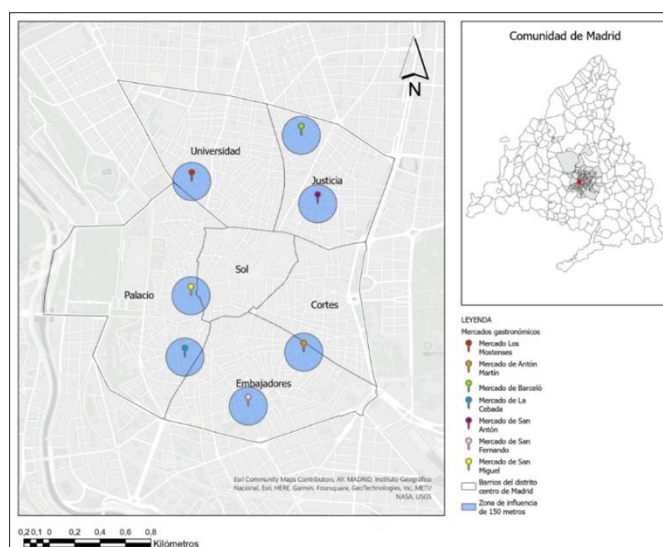 N
Universidad
Justicia
Sol
Palacio
Cortes
Embajadores
Esri Community Maps Contributors, AY. MADRID, Instituto Geográfico
Nacional, Esri, HERE, Garmin, Foursquare, GeoTechnologies, Inc, METI/
NASA, USGS
0,2 0,1 0 0,2 0,4 0,6 0,8
Kilómetros
Comunidad de Madrid
LEYENDA
Mercados gastronómicos
Mercado Los
Mostenses
Mercado de Antón
Martín
Mercado de Barceló
Mercado de La
Cebada
Mercado de San
Antón
Mercado de San
Fernando
Mercado de San
Miguel
Barrios del distrito
centro de Madrid
Zona de influencia
de 150 metros